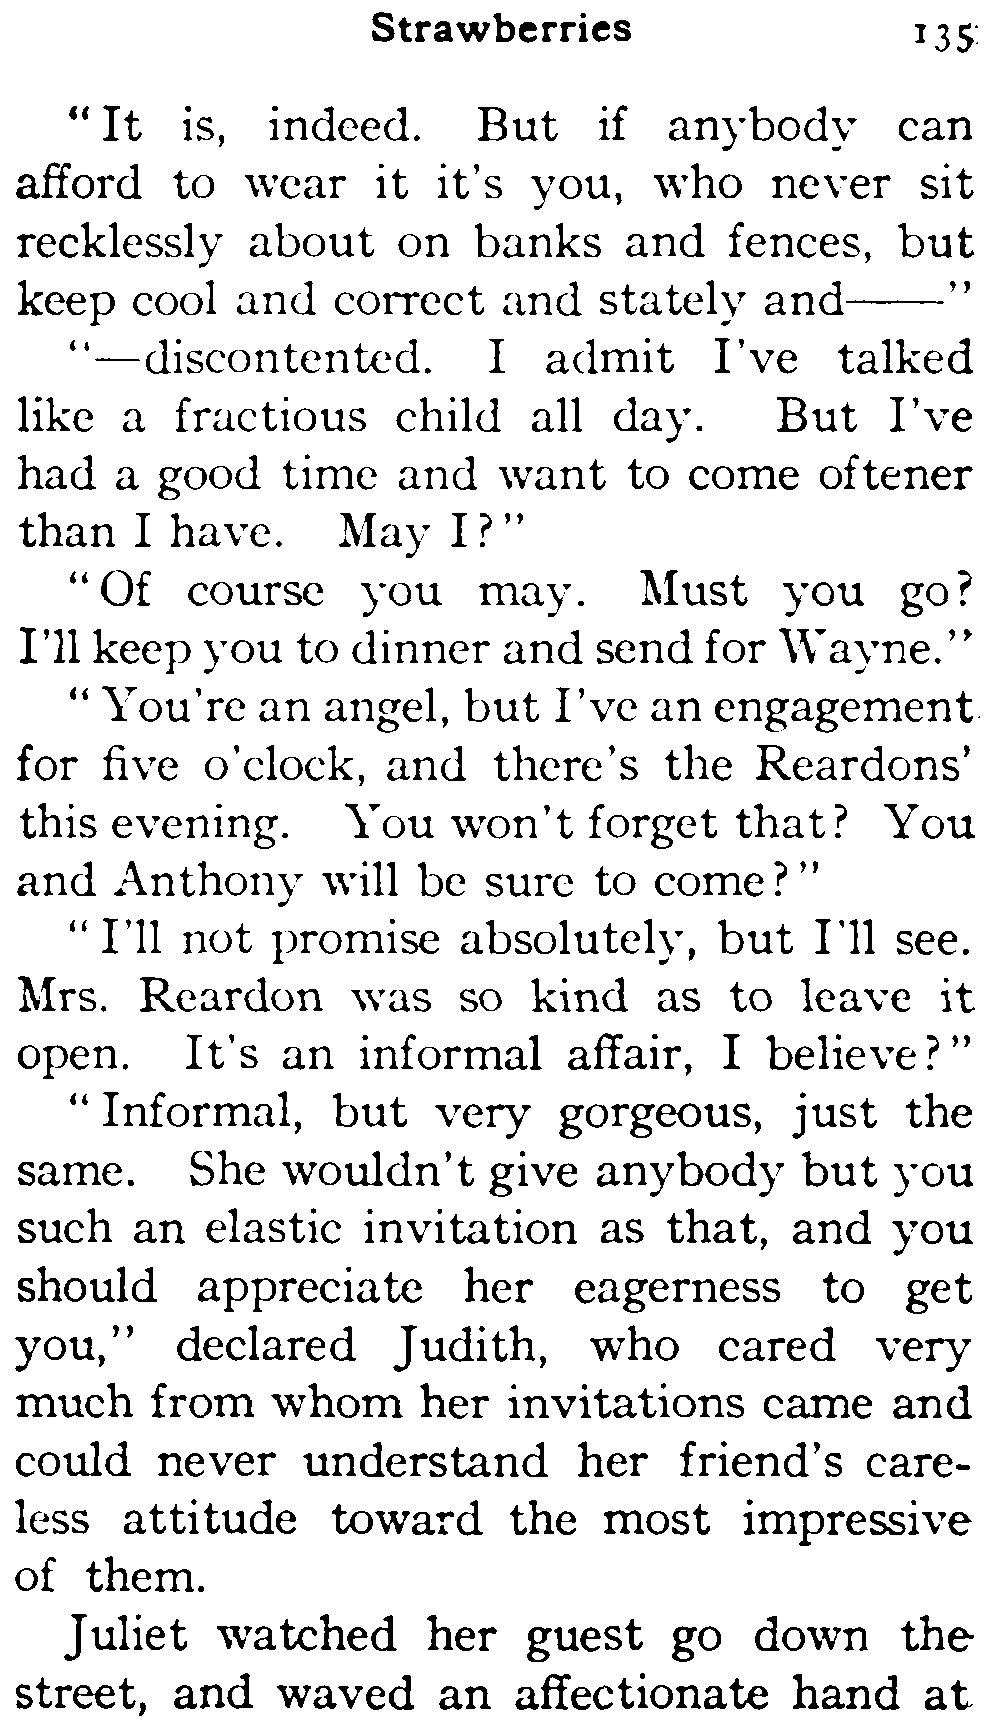 Strawberries 135
"It is, indeed. But if anybody can
afford to wear it it's you, who never sit
recklessly about on banks and fences, but
keep cool and correct and stately and——"
"—discontented. I admit I've talked
like a fractious child all day. But I've
had a good time and want to come oftener
than I have. May I?"
"Of course you may. Must you go?
I'll keep you to dinner and send for Wayne."
"You're an angel, but I've an engagement
for five o'clock, and there's the Reardons'
this evening. You won't forget that? You
and Anthony will be sure to come?"
"I'll not promise absolutely, but I'll see.
Mrs. Reardon was so kind as to leave it
open. It's an informal affair, I believe?"
"Informal, but very gorgeous, just the
same. She wouldn't give anybody but you
such an elastic invitation as that, and you
should appreciate her eagerness to get
you," declared Judith, who cared very
much from whom her invitations came and
could never understand her friend's care-
less attitude toward the most impressive
of them.
Juliet watched her guest go down the
street, and waved an affectionate hand at